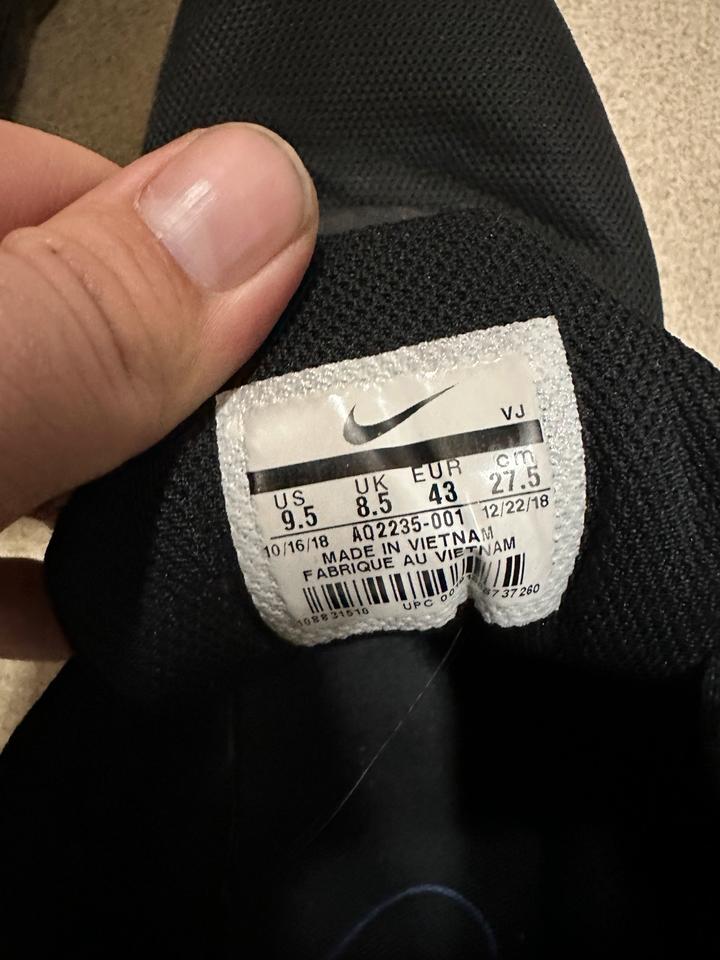 VJ
US UK EUR cm
9.5 8.5 43 27.5
10/16/18 AQ2235-001 12/22/18
MADE IN VIETNAM
FABRIQUE AU VIETNAM
UPC